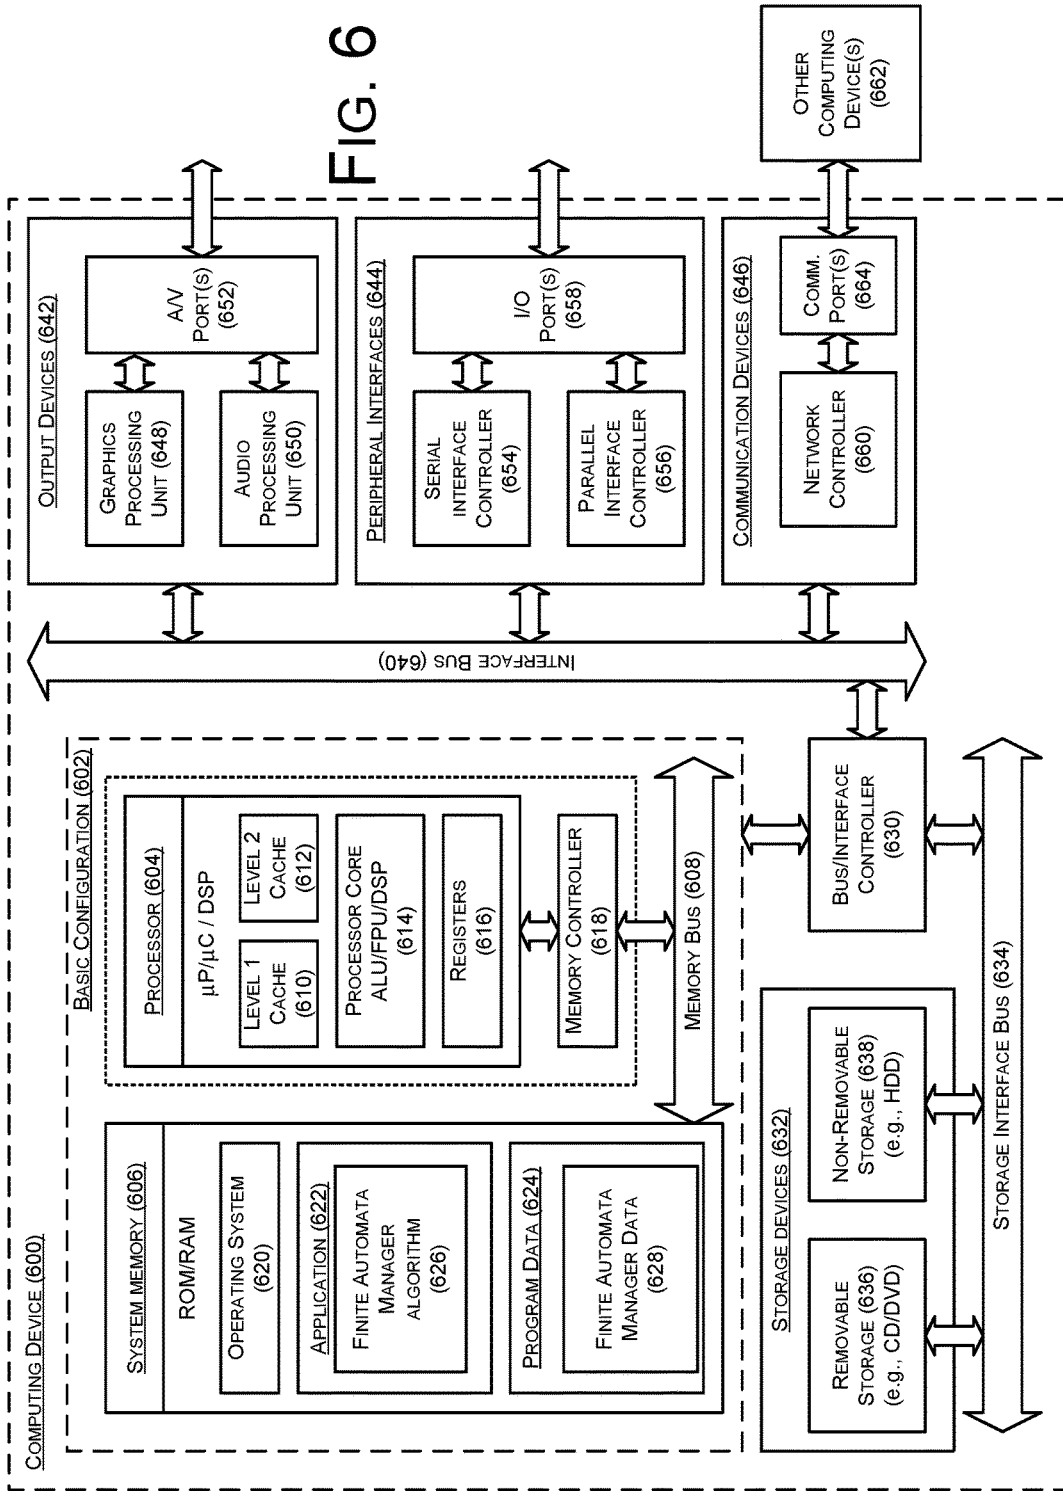 COMPUTING DEVICE (600)
BASIC CONFIGURATION (602)
SYSTEM MEMORY (606)
ROM/RAM
OPERATING SYSTEM
(620)
APPLICATION (622)
FINITE AUTOMATA
MANAGER
ALGORITHM
(626)
PROGRAM DATA (624)
FINITE AUTOMATA
MANAGER DATA
(628)
PROCESSOR (604)
µP/µC / DSP
LEVEL 1
CACHE
(610)
LEVEL 2
CACHE
(612)
PROCESSOR CORE
ALU/FPU/DSP
(614)
REGISTERS
(616)
MEMORY CONTROLLER
(618)
MEMORY BUS (608)
STORAGE DEVICES (632)
REMOVABLE
STORAGE (636)
(e.g., CD/DVD)
NON-REMOVABLE
STORAGE (638)
(e.g., HDD)
BUS/INTERFACE
CONTROLLER
(630)
STORAGE INTERFACE BUS (634)
INTERFACE BUS (640)
OUTPUT DEVICES (642)
GRAPHICS
PROCESSING
UNIT (648)
AUDIO
PROCESSING
UNIT (650)
A/V
PORT(S)
(652)
PERIPHERAL INTERFACES (644)
SERIAL
INTERFACE
CONTROLLER
(654)
PARALLEL
INTERFACE
CONTROLLER
(656)
I/O
PORT(S)
(658)
COMMUNICATION DEVICES (646)
NETWORK
CONTROLLER
(660)
COMM.
PORT(S)
(664)
OTHER
COMPUTING
DEVICE(S)
(662)
FIG. 6